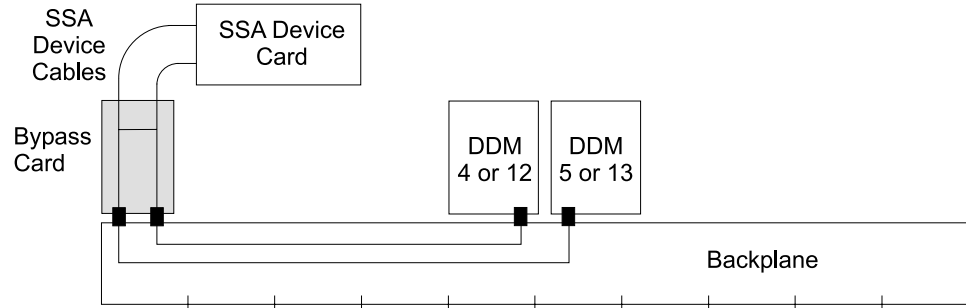 SSA
Device
Cables
SSA Device
Card
Bypass
Card
DDM
4 or 12
DDM
5 or 13
Backplane